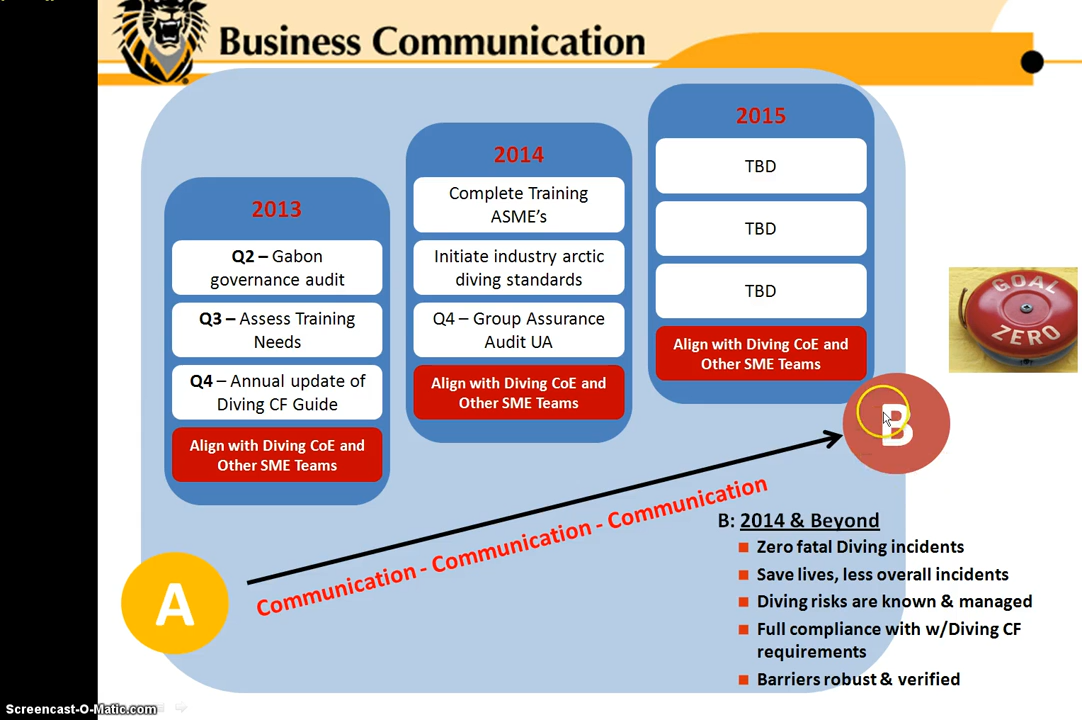 Business Communication
2013
Q2 – Gabon
governance audit
Q3 – Assess Training
Needs
Q4 – Annual update of
Diving CF Guide
Align with Diving CoE and
Other SME Teams
2014
Complete Training
ASME's
Initiate industry arctic
diving standards
Q4 – Group Assurance
Audit UA
Align with Diving CoE and
Other SME Teams
2015
TBD
TBD
TBD
Align with Diving CoE and
Other SME Teams
GOAL
ZERO
A
B
Communication - Communication - Communication
B: 2014 & Beyond
Zero fatal Diving incidents
Save lives, less overall incidents
Diving risks are known & managed
Full compliance with w/Diving CF
requirements
Barriers robust & verified
Screencast-O-Matic.com